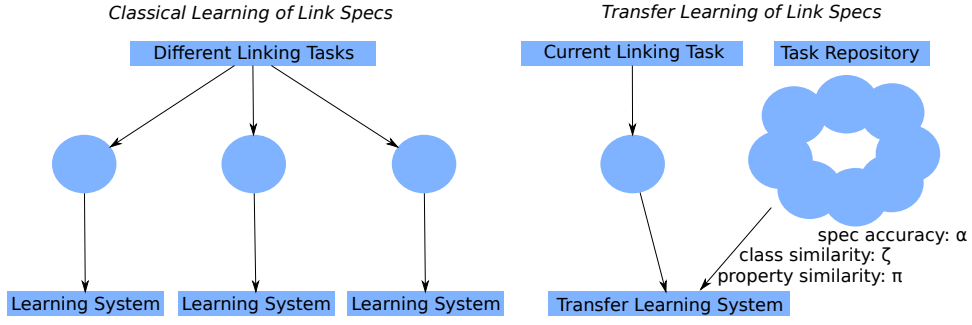 Classical Learning of Link Specs
Different Linking Tasks
Learning System
Learning System
Learning System
Transfer Learning of Link Specs
Current Linking Task
Task Repository
spec accuracy: α
class similarity: ζ
property similarity: π
Transfer Learning System